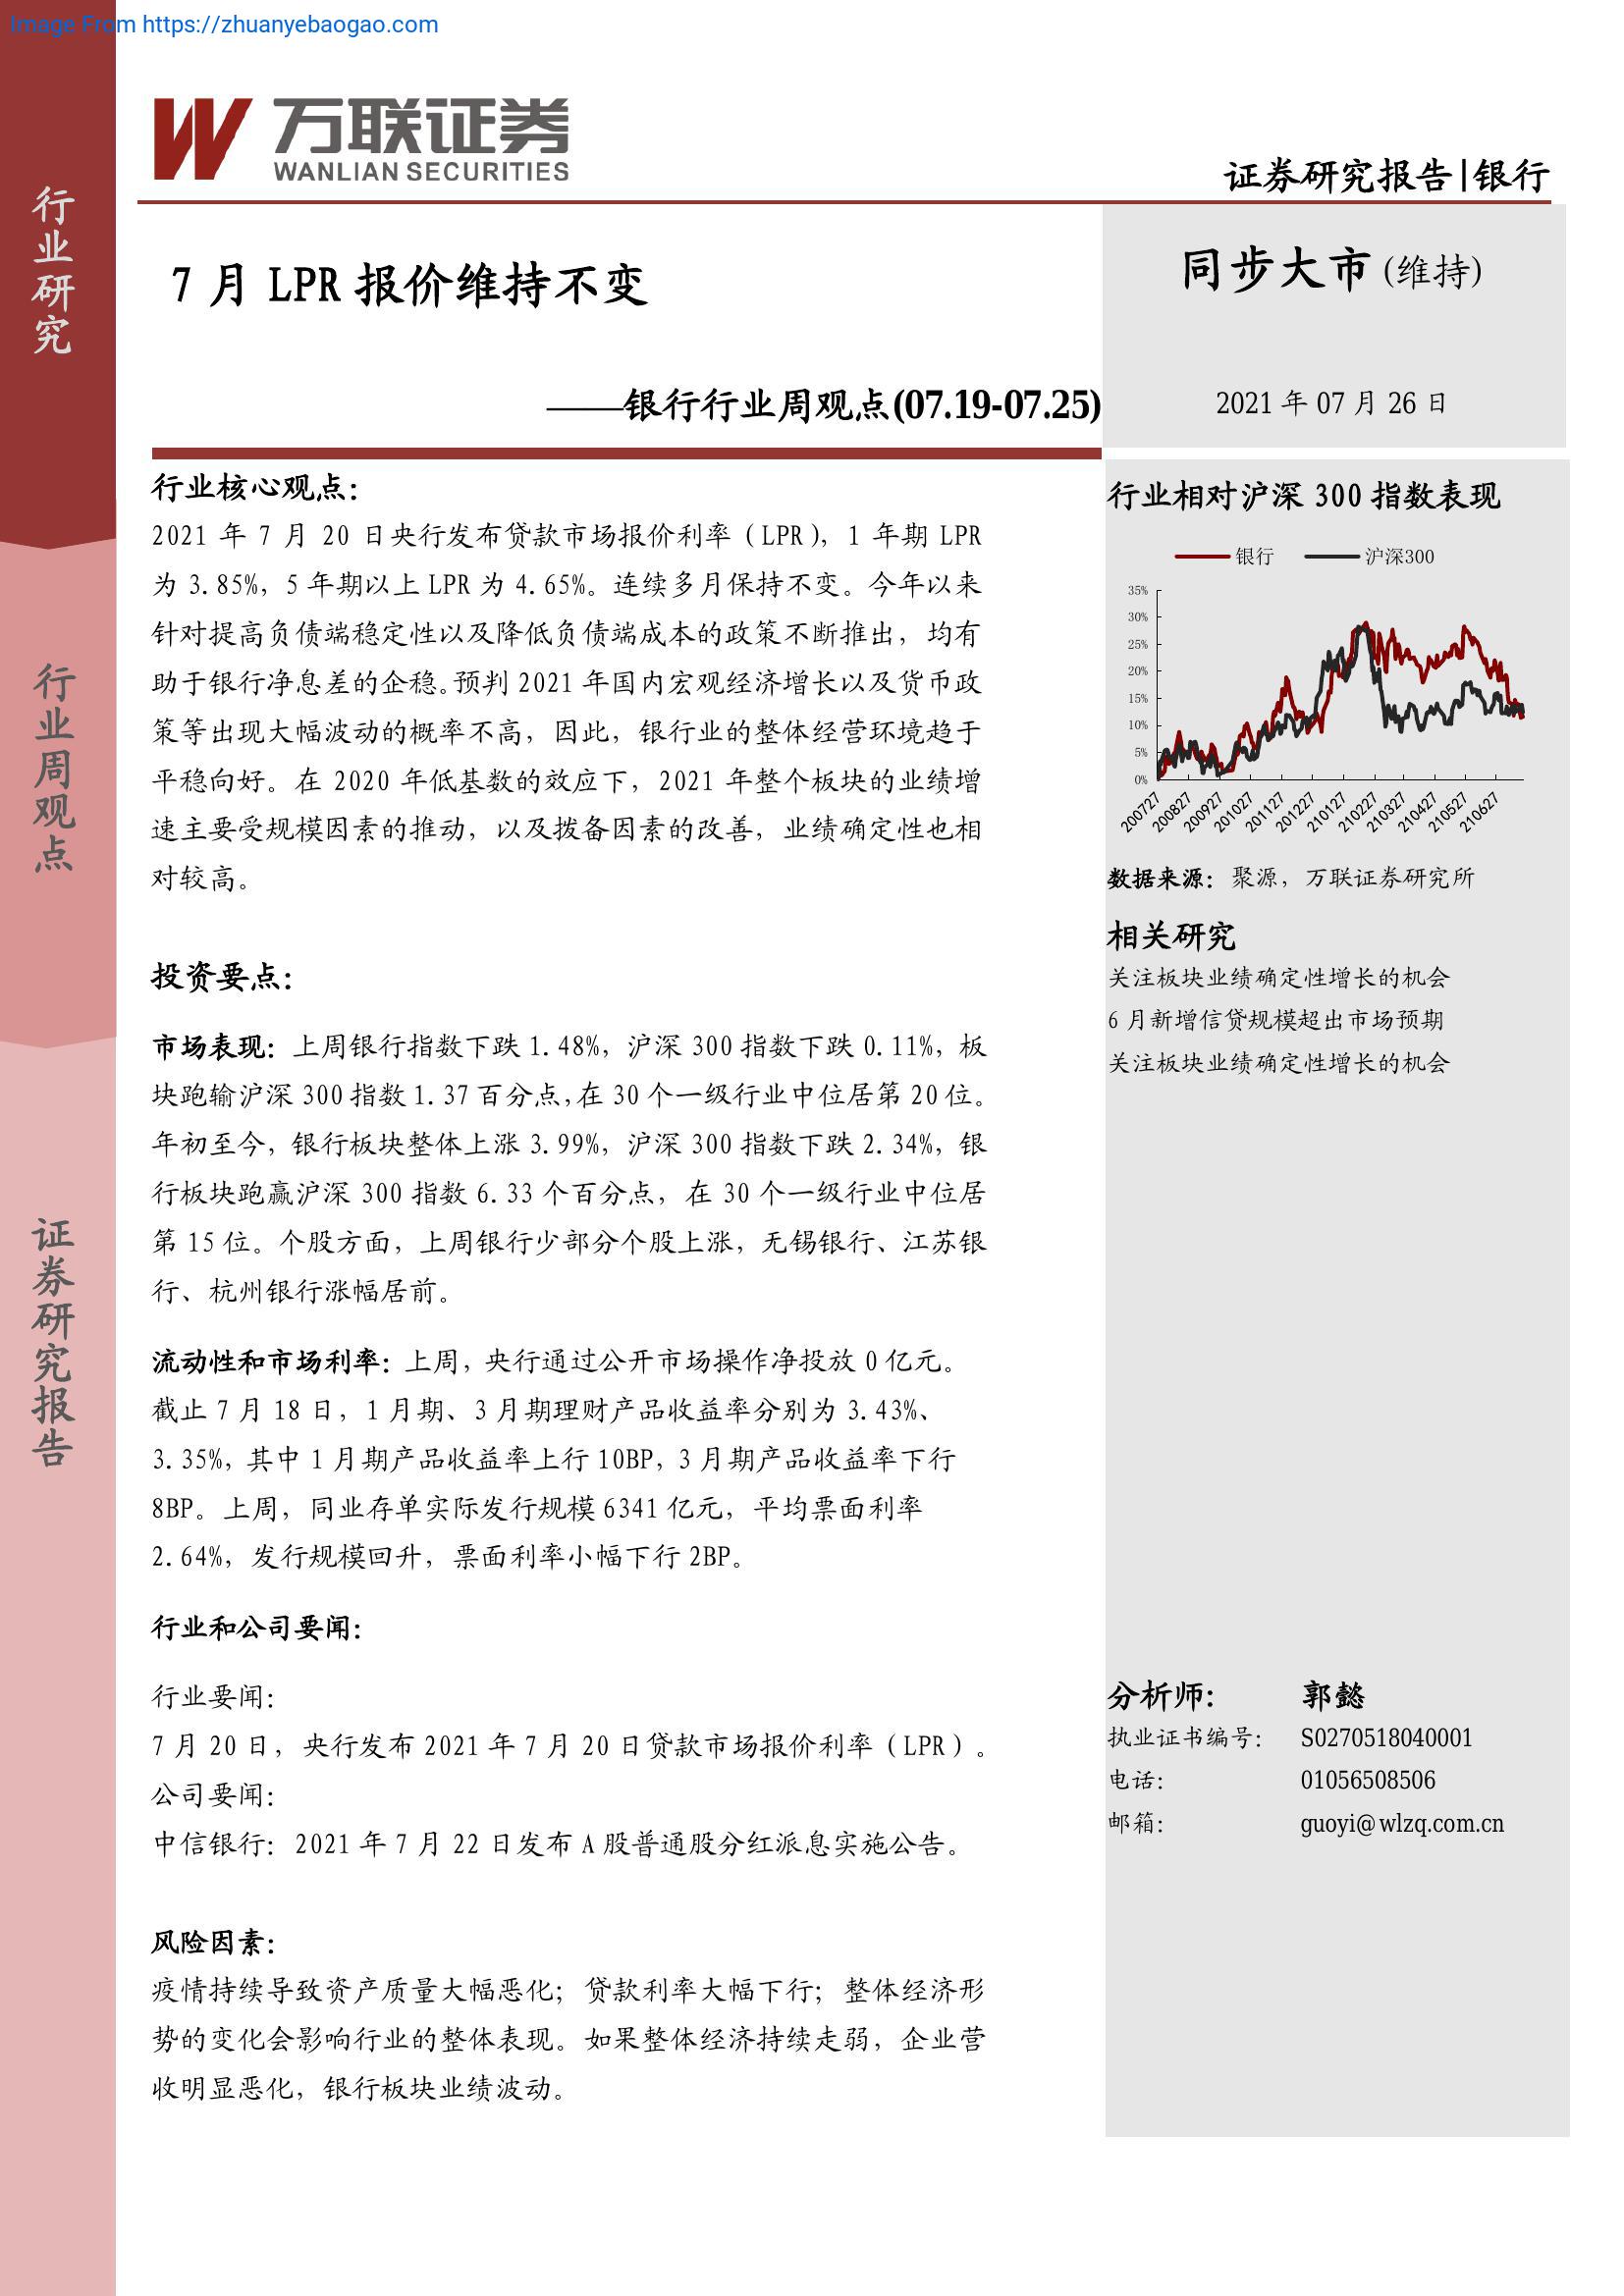 Image From https://zhuanyebaogao.com
万联证券
WANLIAN SECURITIES
证券研究报告|银行
行业研究
行业周观点
证券研究报告
7 月 LPR 报价维持不变
——银行行业周观点(07.19-07.25)
同步大市 (维持)
2021 年 07 月 26 日
行业核心观点：
2021 年 7 月 20 日央行发布贷款市场报价利率（LPR），1 年期 LPR
为 3.85%，5 年期以上 LPR 为 4.65%。连续多月保持不变。今年以来
针对提高负债端稳定性以及降低负债端成本的政策不断推出，均有
助于银行净息差的企稳。预判 2021 年国内宏观经济增长以及货币政
策等出现大幅波动的概率不高，因此，银行业的整体经营环境趋于
平稳向好。在 2020 年低基数的效应下，2021 年整个板块的业绩增
速主要受规模因素的推动，以及拨备因素的改善，业绩确定性也相
对较高。
投资要点：
市场表现：上周银行指数下跌 1.48%，沪深 300 指数下跌 0.11%，板
块跑输沪深 300 指数 1.37 百分点，在 30 个一级行业中位居第 20 位。
年初至今，银行板块整体上涨 3.99%，沪深 300 指数下跌 2.34%，银
行板块跑赢沪深 300 指数 6.33 个百分点，在 30 个一级行业中位居
第 15 位。个股方面，上周银行少部分个股上涨，无锡银行、江苏银
行、杭州银行涨幅居前。
流动性和市场利率：上周，央行通过公开市场操作净投放 0 亿元。
截止 7 月 18 日，1 月期、3 月期理财产品收益率分别为 3.43%、
3.35%，其中 1 月期产品收益率上行 10BP，3 月期产品收益率下行
8BP。上周，同业存单实际发行规模 6341 亿元，平均票面利率
2.64%，发行规模回升，票面利率小幅下行 2BP。
行业和公司要闻：
行业要闻：
7 月 20 日，央行发布 2021 年 7 月 20 日贷款市场报价利率（LPR）。
公司要闻：
中信银行：2021 年 7 月 22 日发布 A 股普通股分红派息实施公告。
风险因素：
疫情持续导致资产质量大幅恶化；贷款利率大幅下行；整体经济形
势的变化会影响行业的整体表现。如果整体经济持续走弱，企业营
收明显恶化，银行板块业绩波动。
行业相对沪深 300 指数表现
银行 沪深300
35%
30%
25%
20%
15%
10%
5%
0%
200727 200827 200927 201027 201127 201227 210127 210227 210327 210427 210527 210627
数据来源：聚源，万联证券研究所
相关研究
关注板块业绩确定性增长的机会
6 月新增信贷规模超出市场预期
关注板块业绩确定性增长的机会
分析师： 郭懿
执业证书编号： S0270518040001
电话： 01056508506
邮箱： guoyi@wlzq.com.cn